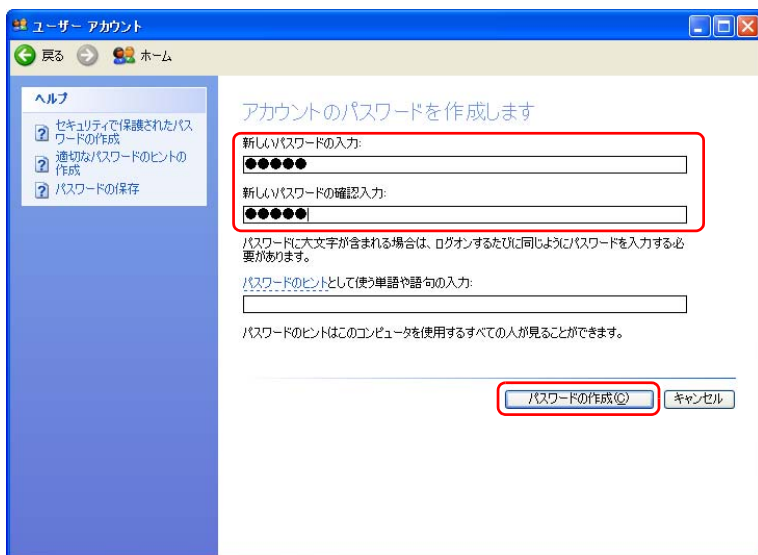 ユーザー アカウント
戻る ホーム
ヘルプ
セキュリティで保護されたパス
ワードの作成
適切なパスワードのヒントの
作成
パスワードの保存
アカウントのパスワードを作成します
新しいパスワードの入力:
●●●●●
新しいパスワードの確認入力:
●●●●●
パスワードに大文字が含まれる場合は、ログオンするたびに同じようにパスワードを入力する必
要があります。
パスワードのヒントとして使う単語や語句の入力:
パスワードのヒントはこのコンピュータを使用するすべての人が見ることができます。
パスワードの作成(C) キャンセル